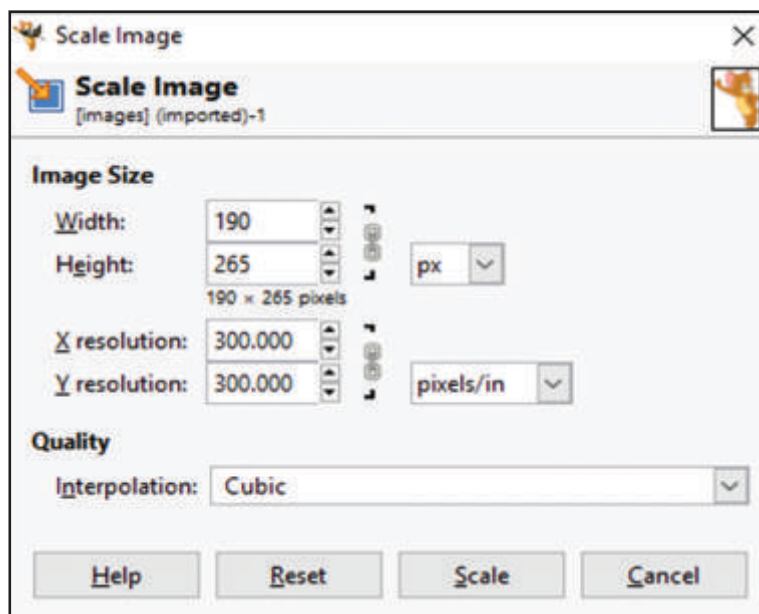 Scale Image
Scale Image
[images] (imported)-1
Image Size
Width: 190
Height: 265 px
190 × 265 pixels
X resolution: 300.000
Y resolution: 300.000 pixels/in
Quality
Interpolation: Cubic
Help Reset Scale Cancel